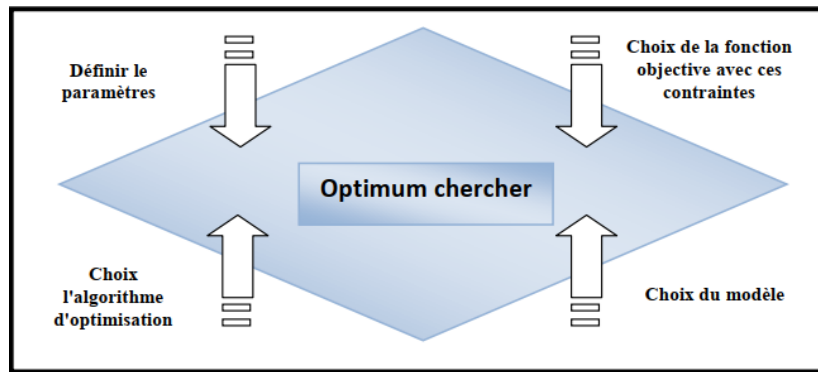 Définir le
paramètres
Choix de la fonction
objective avec ces
contraintes
Optimum chercher
Choix
l'algorithme
d'optimisation
Choix du modèle